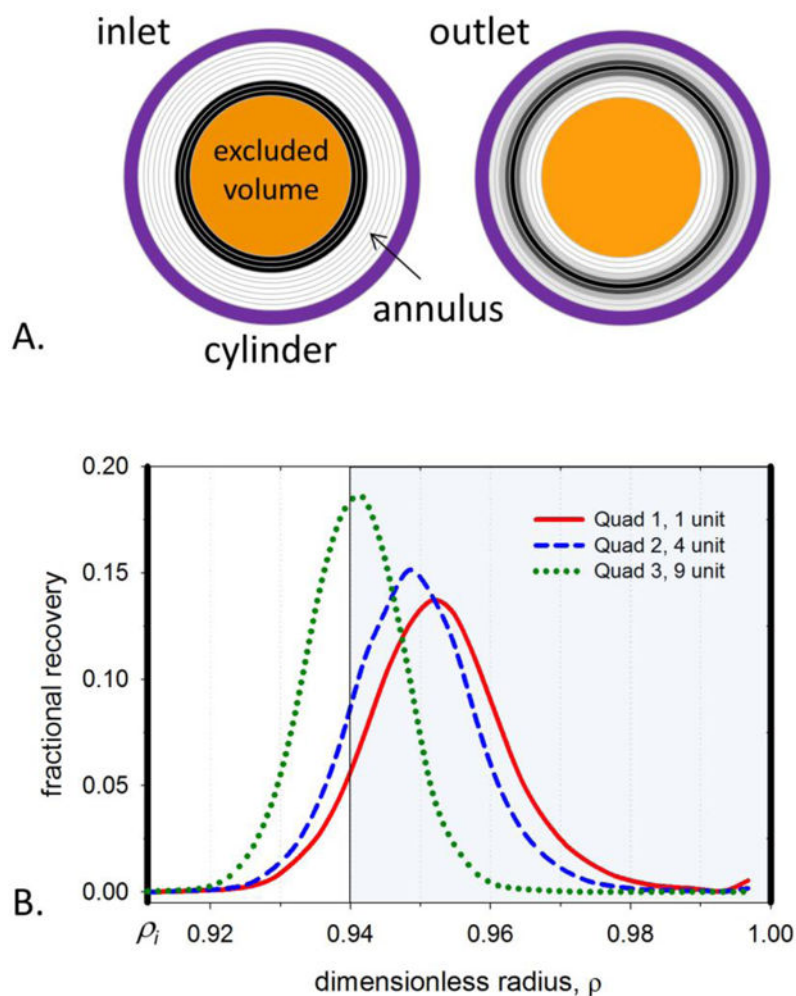 inlet
outlet
excluded
volume
annulus
cylinder
A.
0.20
0.15
0.10
0.05
0.00
fractional recovery
Quad 1, 1 unit
Quad 2, 4 unit
Quad 3, 9 unit
B.
ρi 0.92 0.94 0.96 0.98 1.00
dimensionless radius, ρ